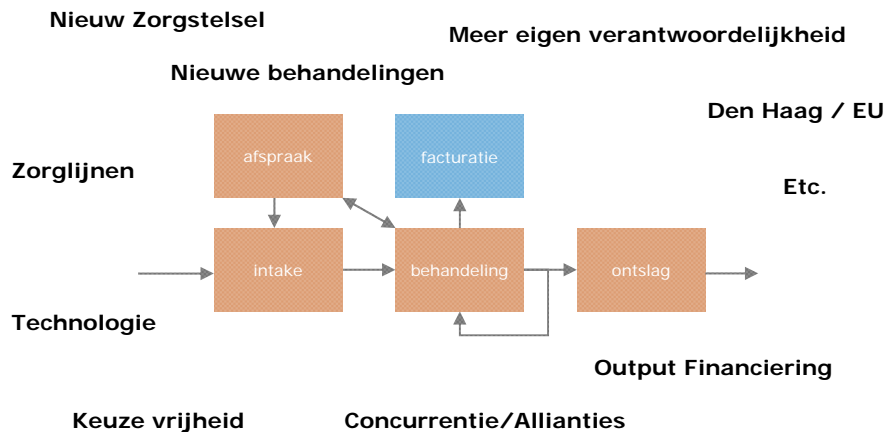 Nieuw Zorgstelsel
Meer eigen verantwoordelijkheid
Nieuwe behandelingen
Den Haag / EU
afspraak
facturatie
Zorglijnen
Etc.
intake
behandeling
ontslag
Technologie
Output Financiering
Keuze vrijheid
Concurrentie/Allianties